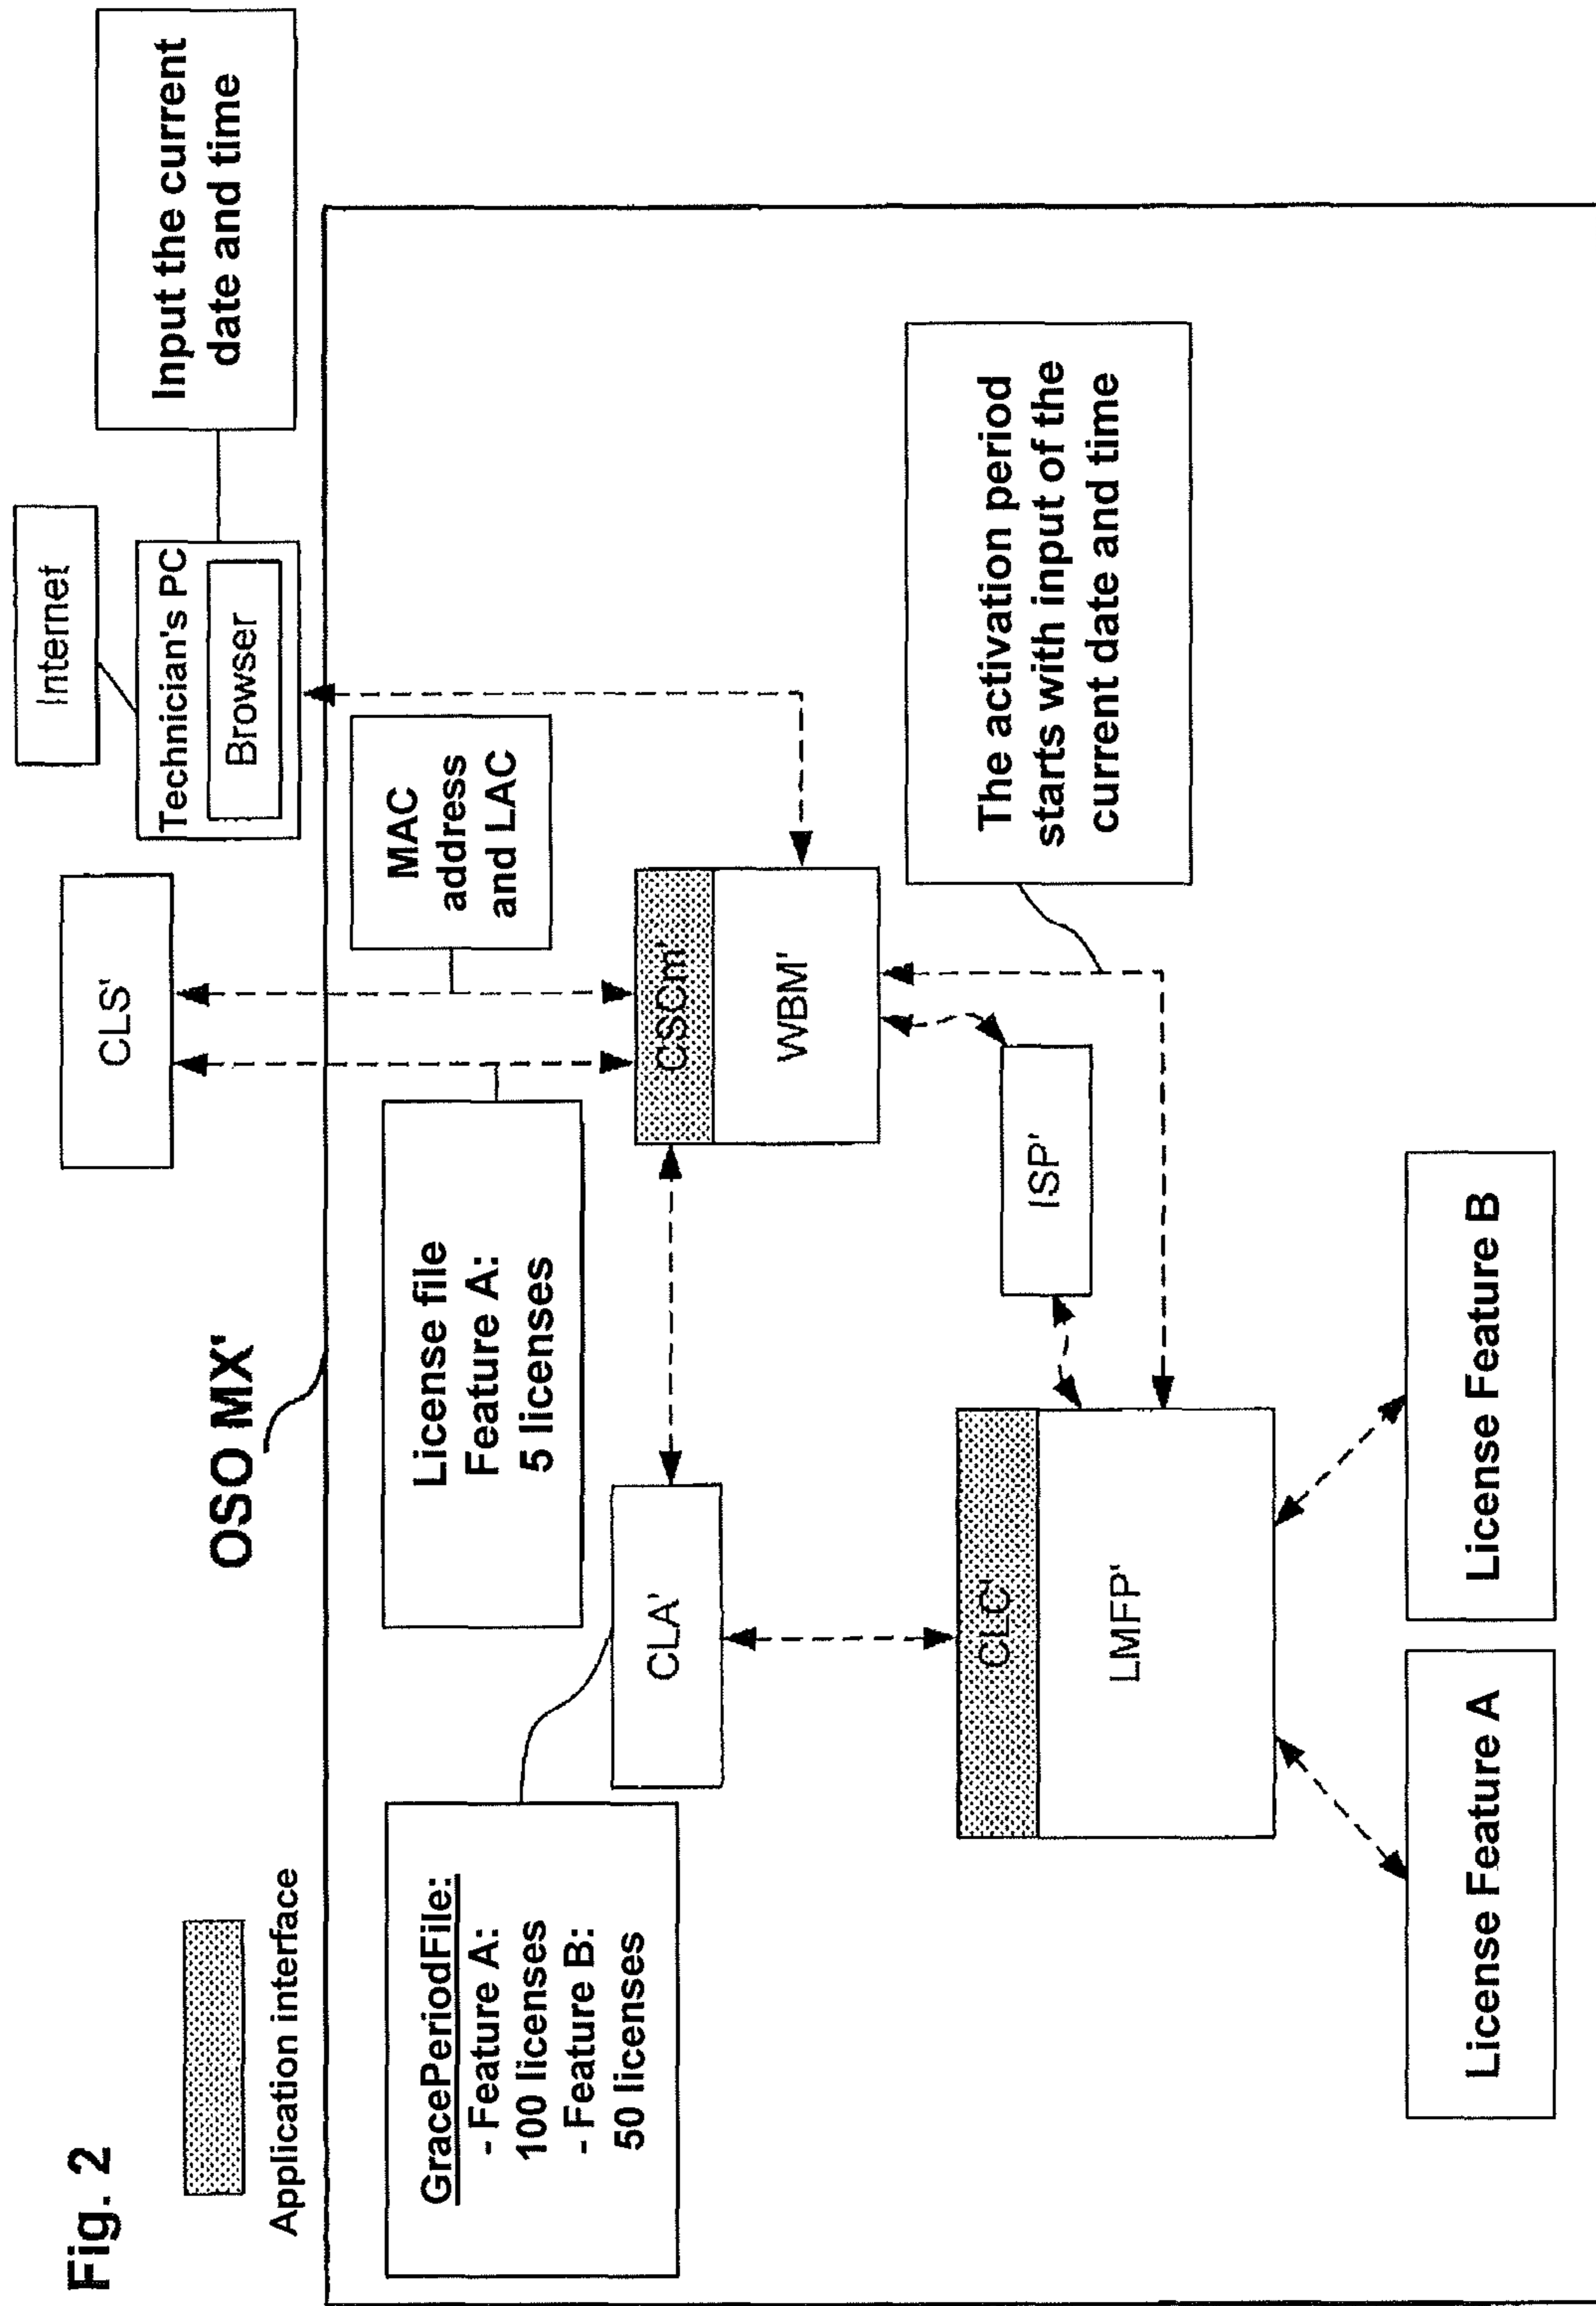 Fig. 2
Application interface
OSO MX'
CLS'
Internet
Technician's PC
Browser
Input the current
date and time
GracePeriodFile:
- Feature A:
100 licenses
- Feature B:
50 licenses
License file
Feature A:
5 licenses
MAC
address
and LAC
CLA'
CSCm'
WBM'
ISP'
The activation period
starts with input of the
current date and time
CLC'
LMFP'
License Feature A
License Feature B